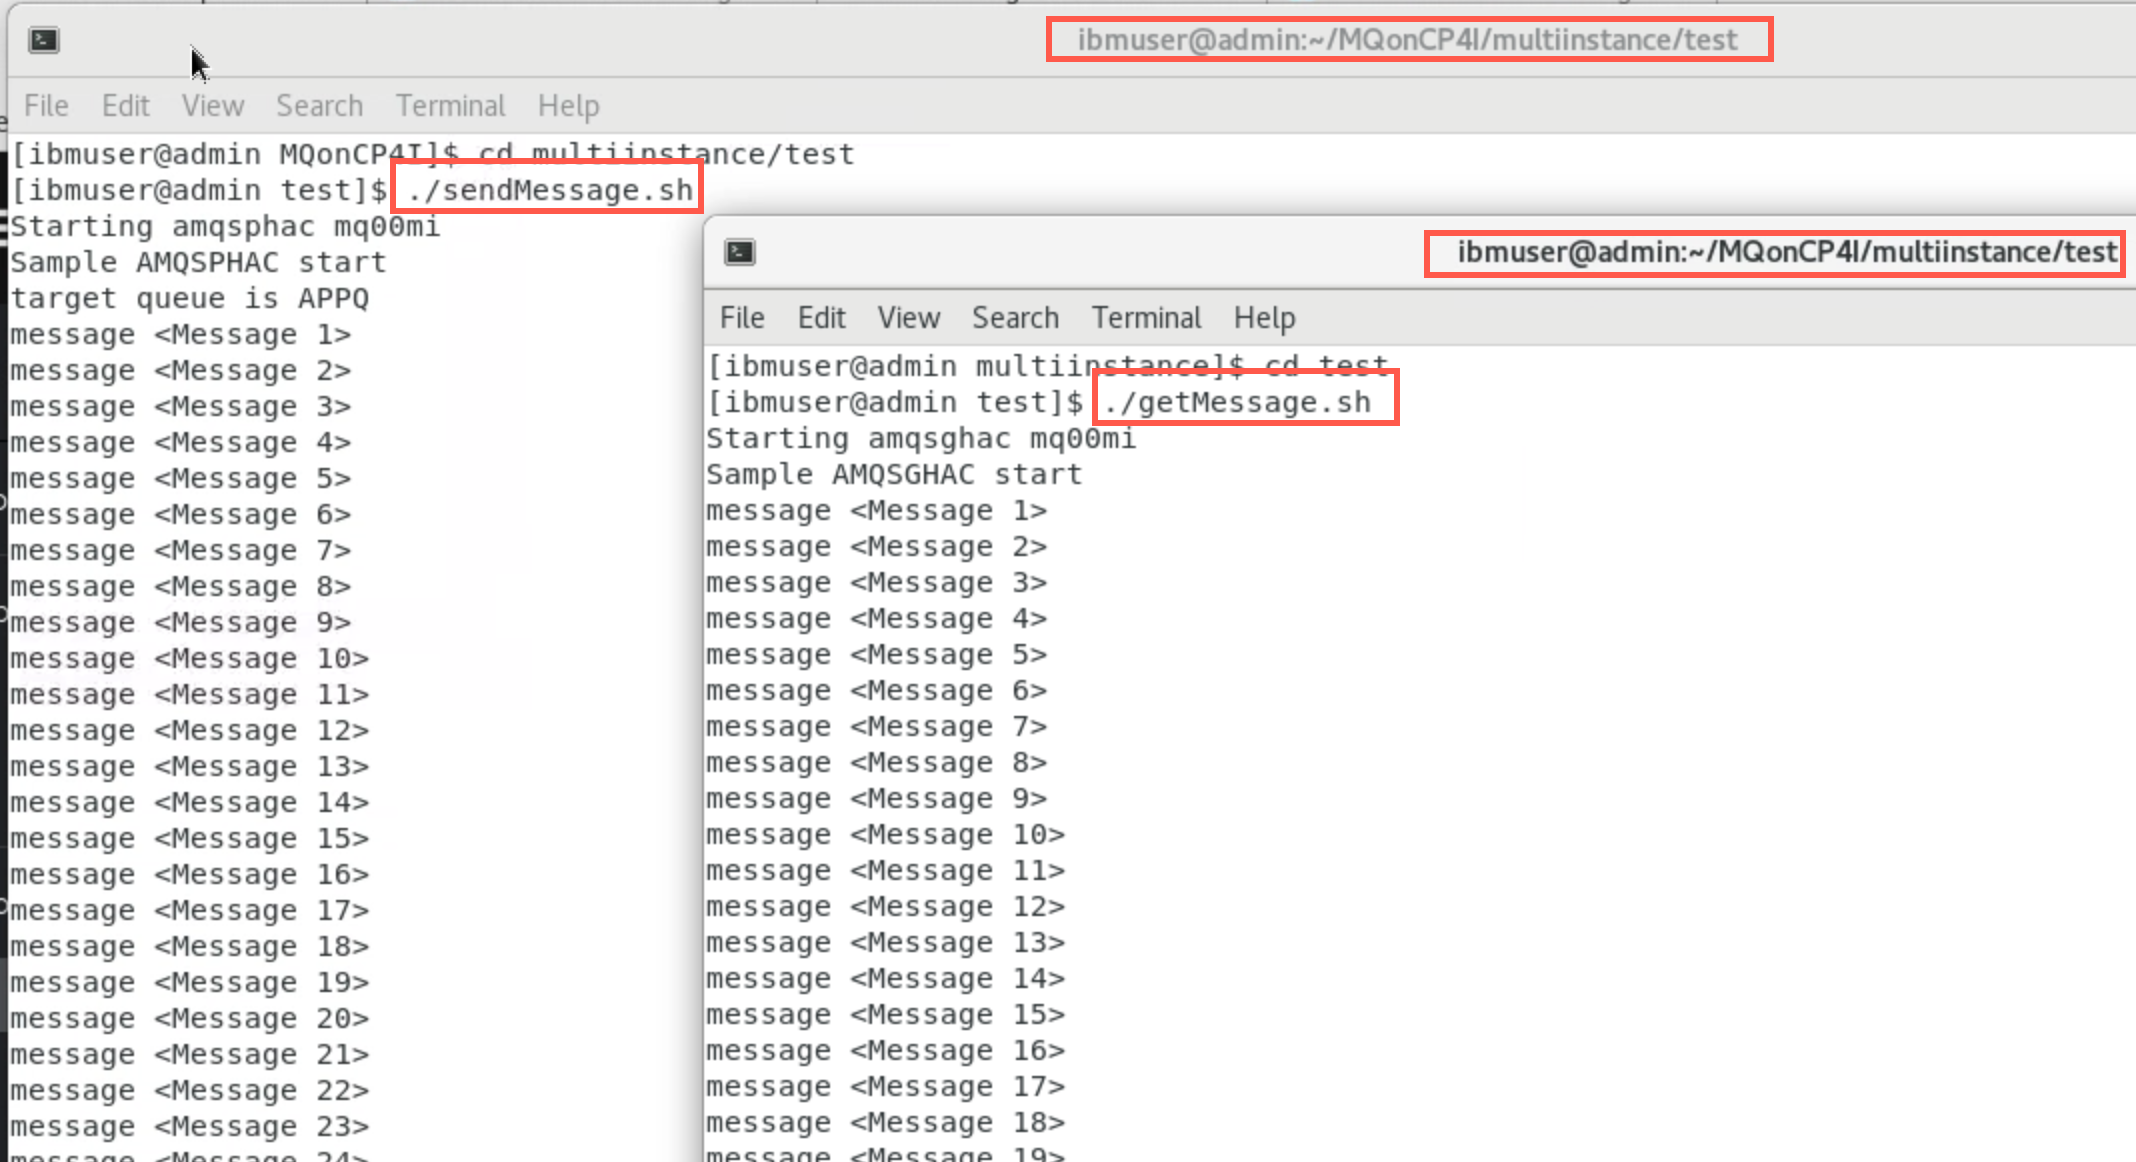 ibmuser@admin:~/MQonCP4I/multiinstance/test
File Edit View Search Terminal Help
[ibmuser@admin MQonCP4I]$ cd multiinstance/test
[ibmuser@admin test]$ ./sendMessage.sh
Starting amqsphac mq00mi
Sample AMQSPHAC start
target queue is APPQ
message <Message 1>
message <Message 2>
message <Message 3>
message <Message 4>
message <Message 5>
message <Message 6>
message <Message 7>
message <Message 8>
message <Message 9>
message <Message 10>
message <Message 11>
message <Message 12>
message <Message 13>
message <Message 14>
message <Message 15>
message <Message 16>
message <Message 17>
message <Message 18>
message <Message 19>
message <Message 20>
message <Message 21>
message <Message 22>
message <Message 23>
message <Message 24>
ibmuser@admin:~/MQonCP4I/multiinstance/test
File Edit View Search Terminal Help
[ibmuser@admin multiinstance]$ cd test
[ibmuser@admin test]$ ./getMessage.sh
Starting amqsghac mq00mi
Sample AMQSGHAC start
message <Message 1>
message <Message 2>
message <Message 3>
message <Message 4>
message <Message 5>
message <Message 6>
message <Message 7>
message <Message 8>
message <Message 9>
message <Message 10>
message <Message 11>
message <Message 12>
message <Message 13>
message <Message 14>
message <Message 15>
message <Message 16>
message <Message 17>
message <Message 18>
message <Message 19>